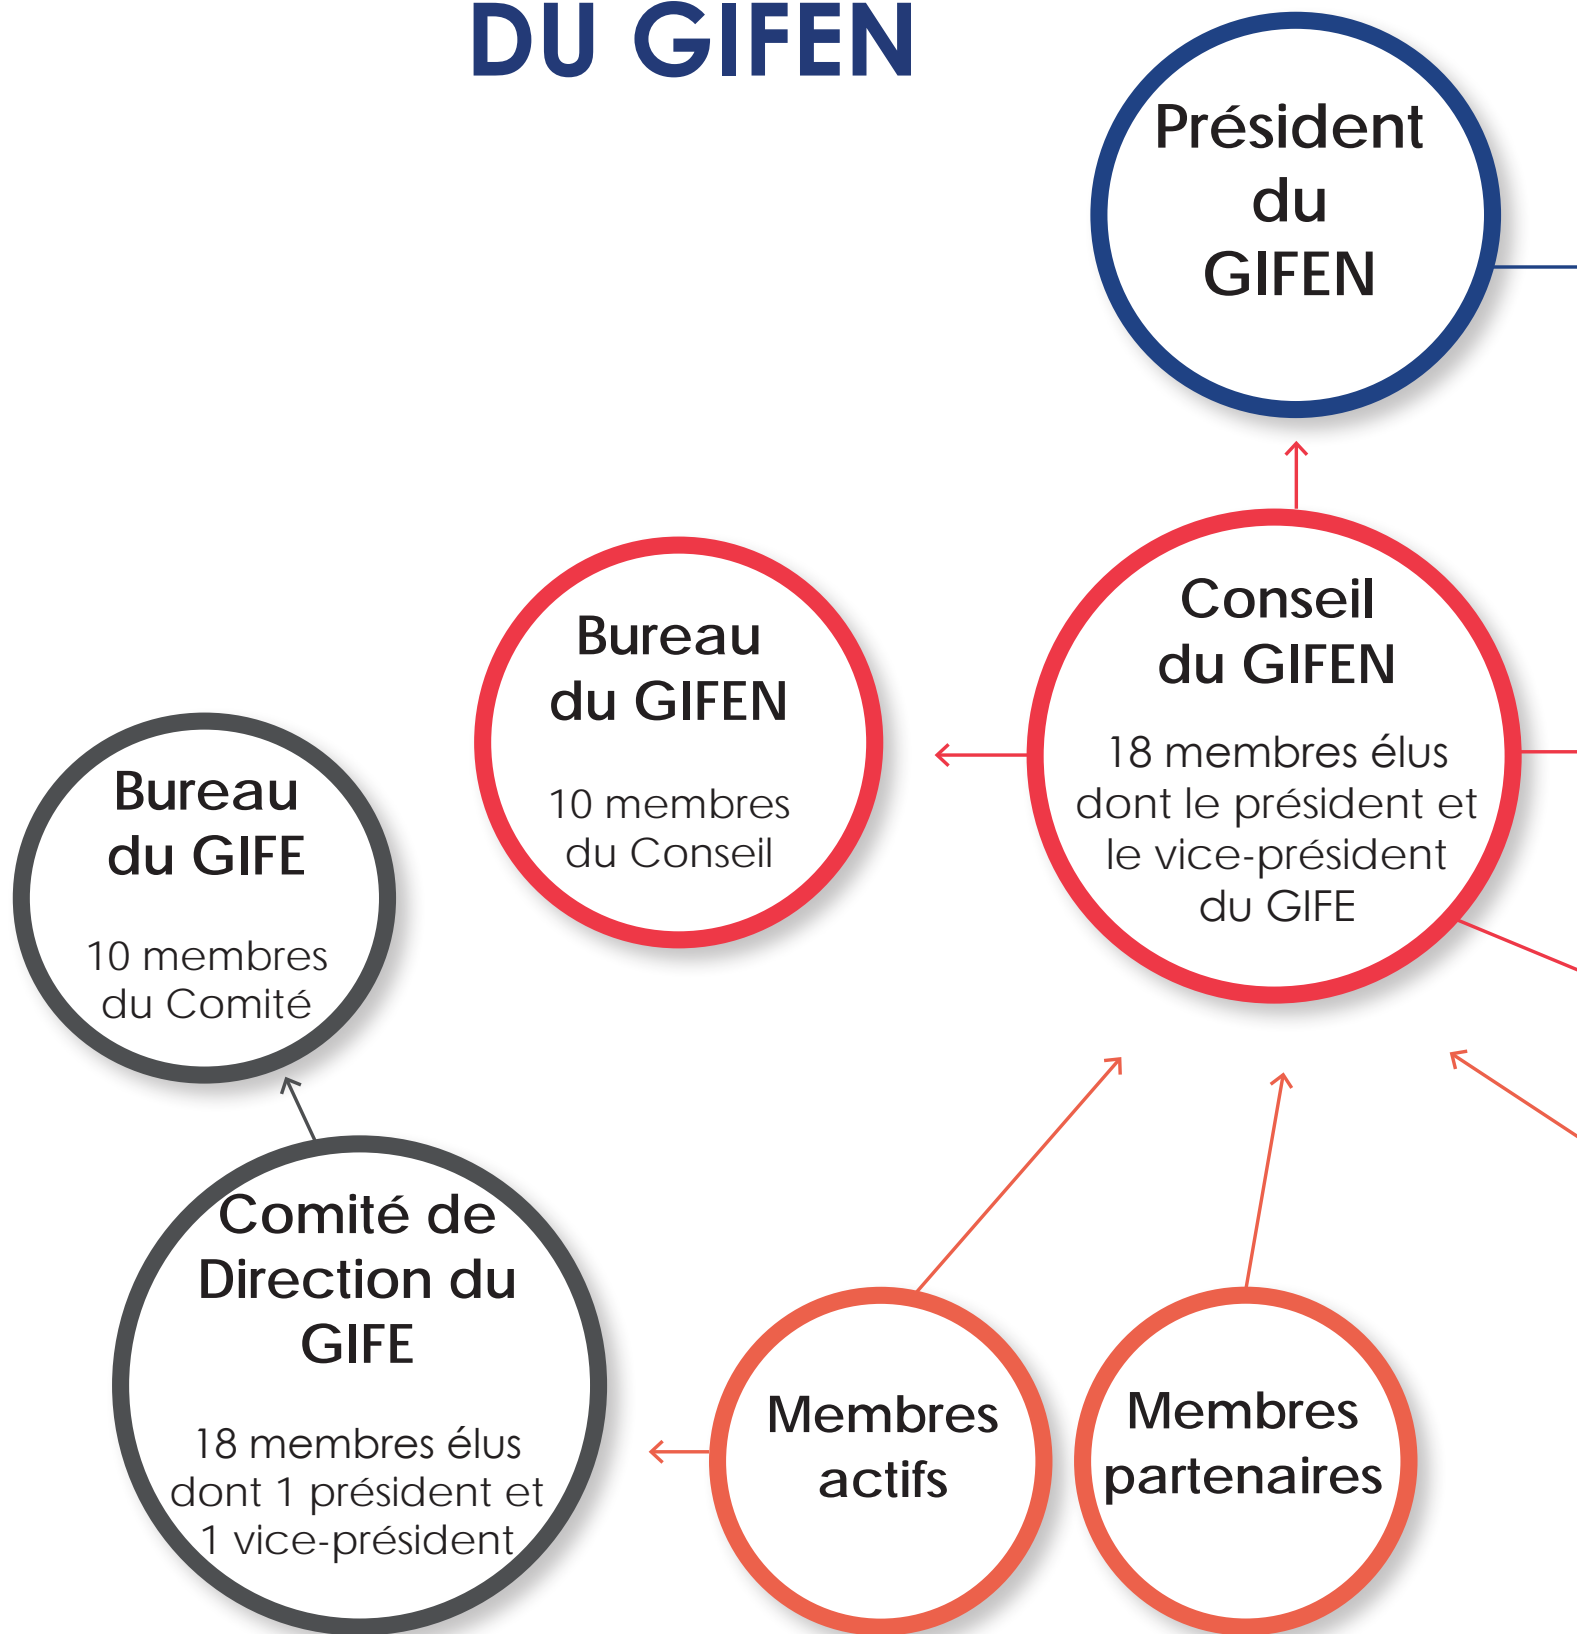 DU GIFEN
Président
du
GIFEN
Conseil
du GIFEN
18 membres élus
dont le président et
le vice-président
du GIFE
Bureau
du GIFEN
10 membres
du Conseil
Bureau
du GIFE
10 membres
du Comité
Comité de
Direction du
GIFE
18 membres élus
dont 1 président et
1 vice-président
Membres
actifs
Membres
partenaires